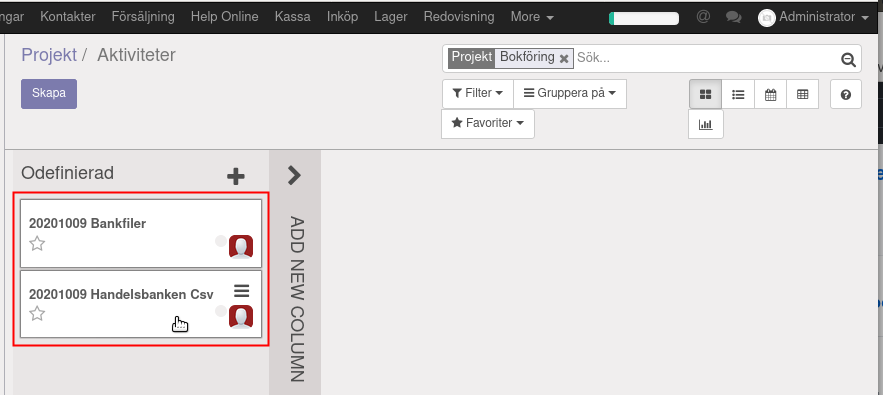 ngar Kontakter Försäljning Help Online Kassa Inköp Lager Redovisning More @ Administrator
Projekt / Aktiviteter
Projekt Bokföring Sök...
Skapa
Filter Gruppera på
Favoriter
Odefinierad
20201009 Bankfiler
20201009 Handelsbanken Csv
ADD NEW COLUMN